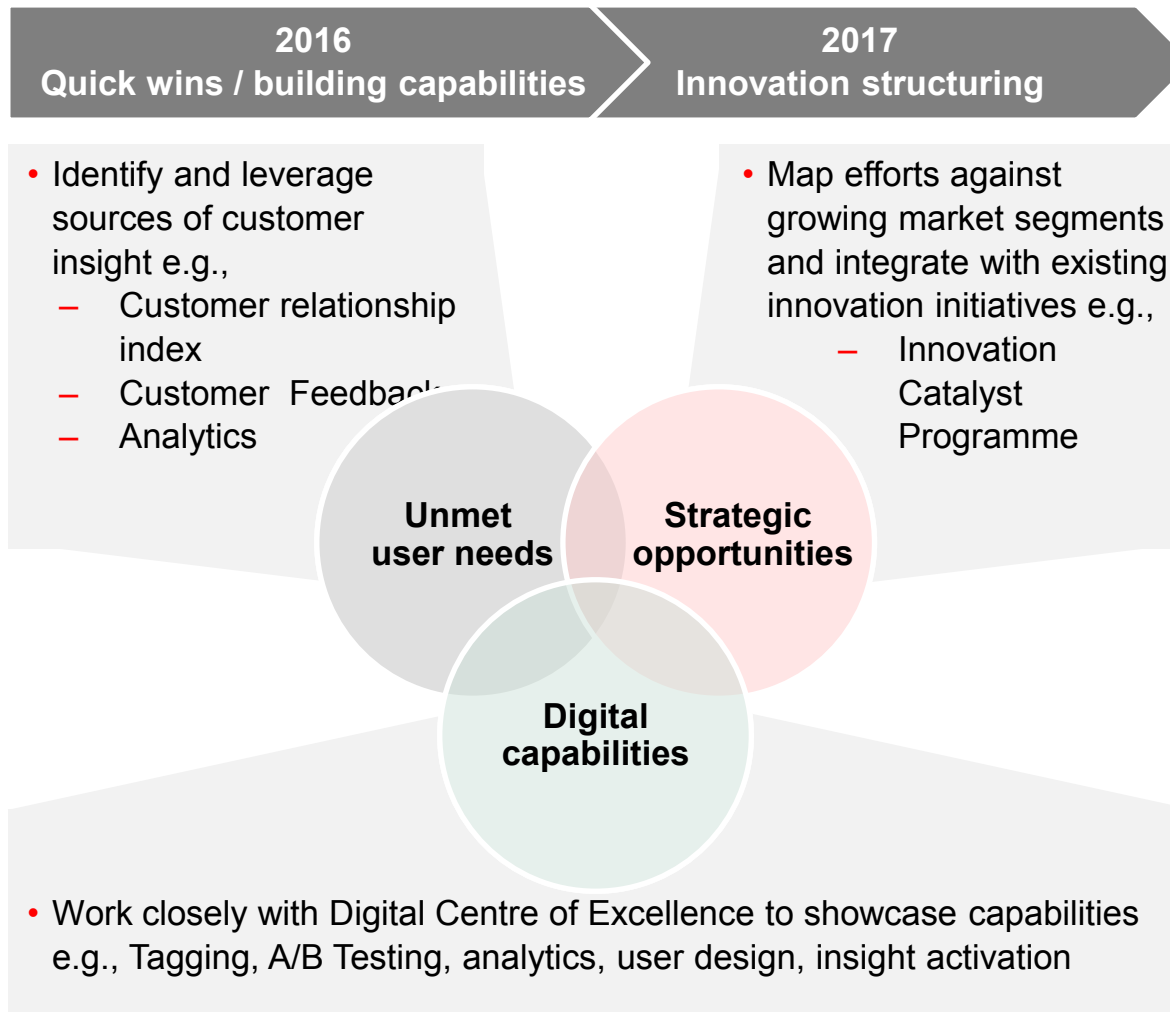 2016
Quick wins / building capabilities
2017
Innovation structuring
• Identify and leverage
sources of customer
insight e.g.,
– Customer relationship
index
– Customer Feedback
– Analytics
• Map efforts against
growing market segments
and integrate with existing
innovation initiatives e.g.,
– Innovation
Catalyst
Programme
Unmet
user needs
Strategic
opportunities
Digital
capabilities
• Work closely with Digital Centre of Excellence to showcase capabilities
e.g., Tagging, A/B Testing, analytics, user design, insight activation